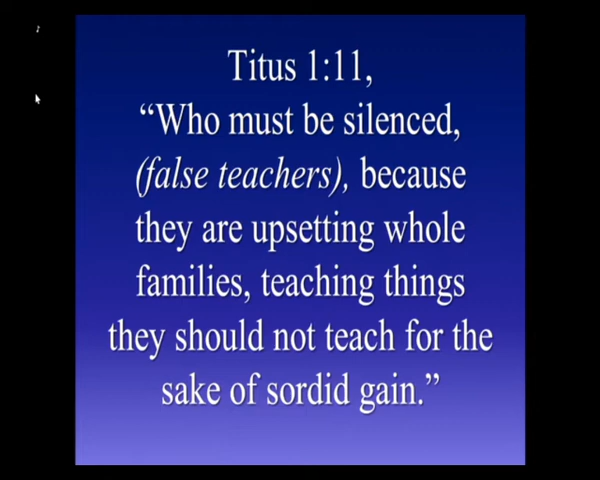 Titus 1:11,
“Who must be silenced,
(false teachers), because
they are upsetting whole
families, teaching things
they should not teach for the
sake of sordid gain.”